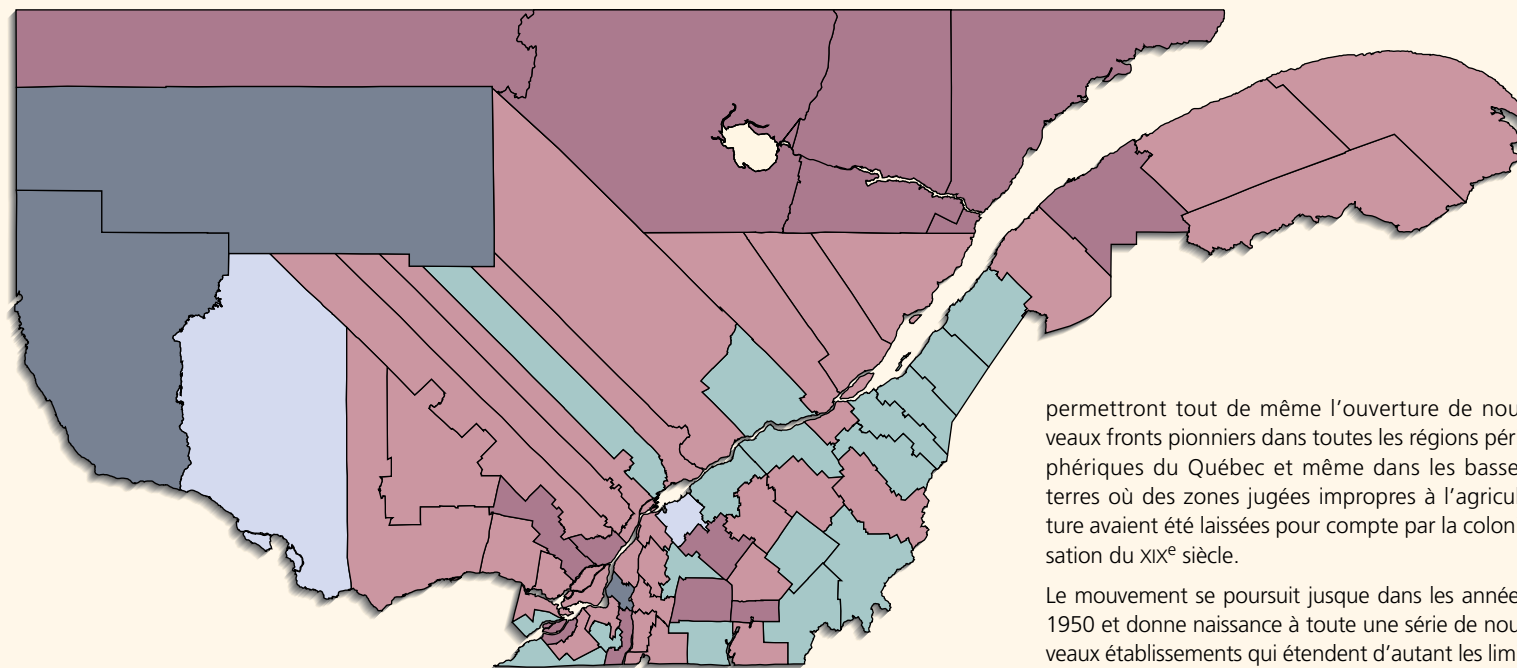 permettront tout de même l'ouverture de nou
veaux fronts pionniers dans toutes les régions pér
phériques du Québec et même dans les basse
terres où des zones jugées impropres à l'agricul
ture avaient été laissées pour compte par la colon
sation du XIXe siècle.
Le mouvement se poursuit jusque dans les année
1950 et donne naissance à toute une série de nou
veaux établissements qui étendent d'autant les lim